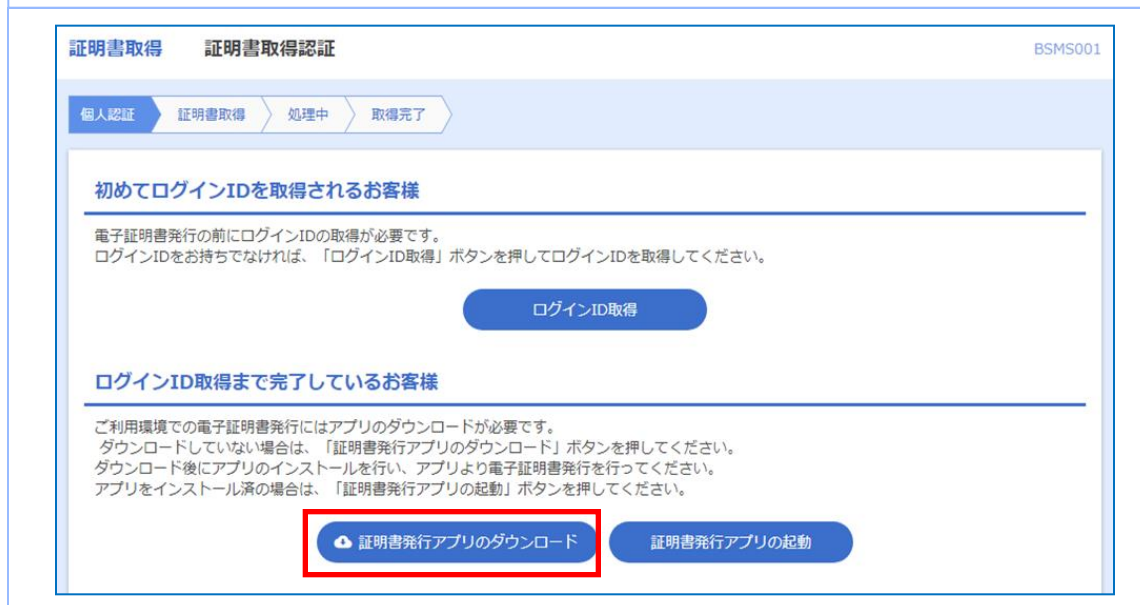 証明書取得 証明書取得認証 BSMS001
個人認証 証明書取得 処理中 取得完了
初めてログインIDを取得されるお客様
電子証明書発行の前にログインIDの取得が必要です。
ログインIDをお持ちでなければ、「ログインID取得」ボタンを押してログインIDを取得してください。
ログインID取得
ログインID取得まで完了しているお客様
ご利用環境での電子証明書発行にはアプリのダウンロードが必要です。
ダウンロードしていない場合は、「証明書発行アプリのダウンロード」ボタンを押してください。
ダウンロード後にアプリのインストールを行い、アプリより電子証明書発行を行ってください。
アプリをインストール済の場合は、「証明書発行アプリの起動」ボタンを押してください。
証明書発行アプリのダウンロード 証明書発行アプリの起動